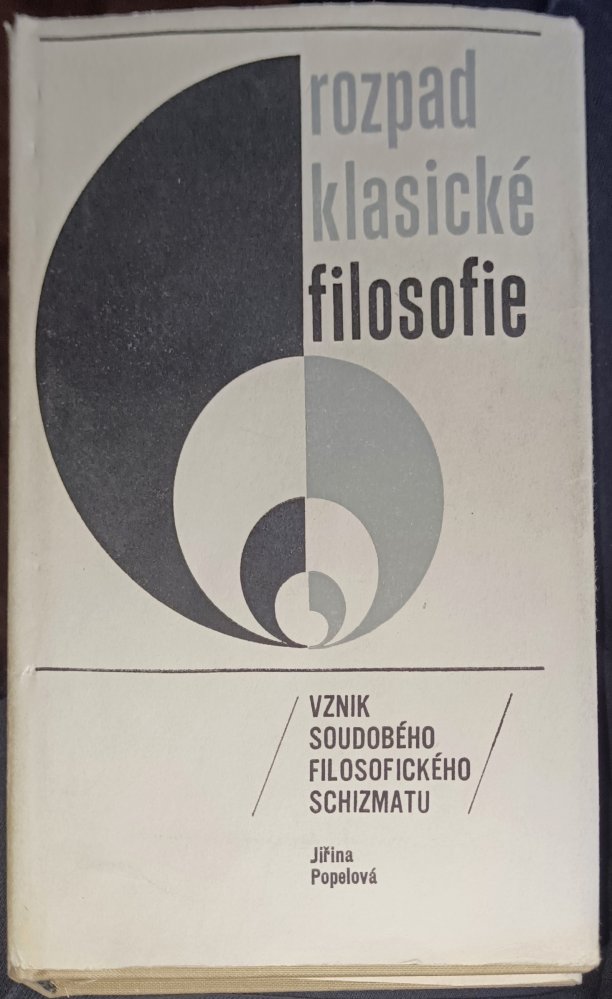 rozpad
klasické
filosofie
VZNIK
SOUDOBÉHO
FILOSOFICKÉHO
SCHIZMATU
Jiřina
Popelová